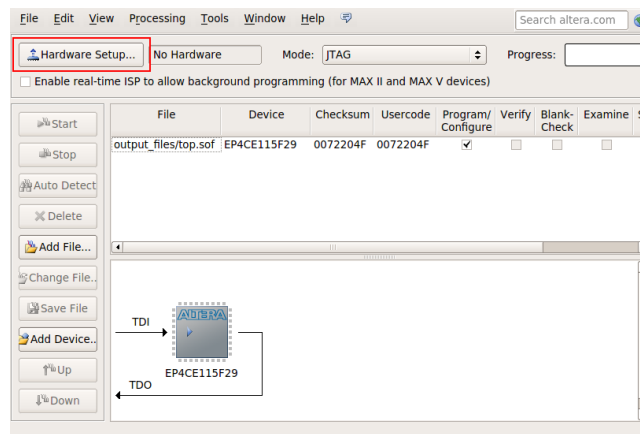 File Edit View Processing Tools Window Help Search altera.com
Hardware Setup... No Hardware Mode: JTAG Progress:
Enable real-time ISP to allow background programming (for MAX II and MAX V devices)
Start
Stop
Auto Detect
Delete
Add File...
Change File..
Save File
Add Device..
Up
Down
File Device Checksum Usercode Program/ Configure Verify Blank- Check Examine
output_files/top.sof EP4CE115F29 0072204F 0072204F
TDI
ALTERA
EP4CE115F29
TDO